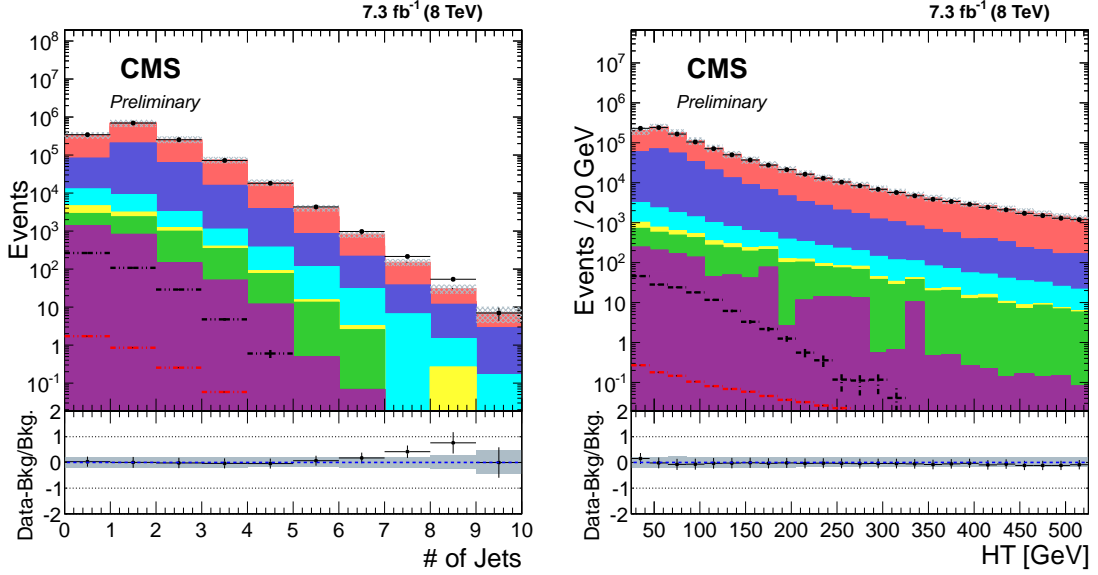 7.3 fb⁻¹ (8 TeV)
CMS
Preliminary
Events
10⁸
10⁷
10⁶
10⁵
10⁴
10³
10²
10
1
10⁻¹
Data-Bkg/Bkg.
2
1
0
-1
-2
0 1 2 3 4 5 6 7 8 9 10
# of Jets
7.3 fb⁻¹ (8 TeV)
CMS
Preliminary
Events / 20 GeV
10⁷
10⁶
10⁵
10⁴
10³
10²
10
1
10⁻¹
Data-Bkg/Bkg.
2
1
0
-1
-2
50 100 150 200 250 300 350 400 450 500
HT [GeV]